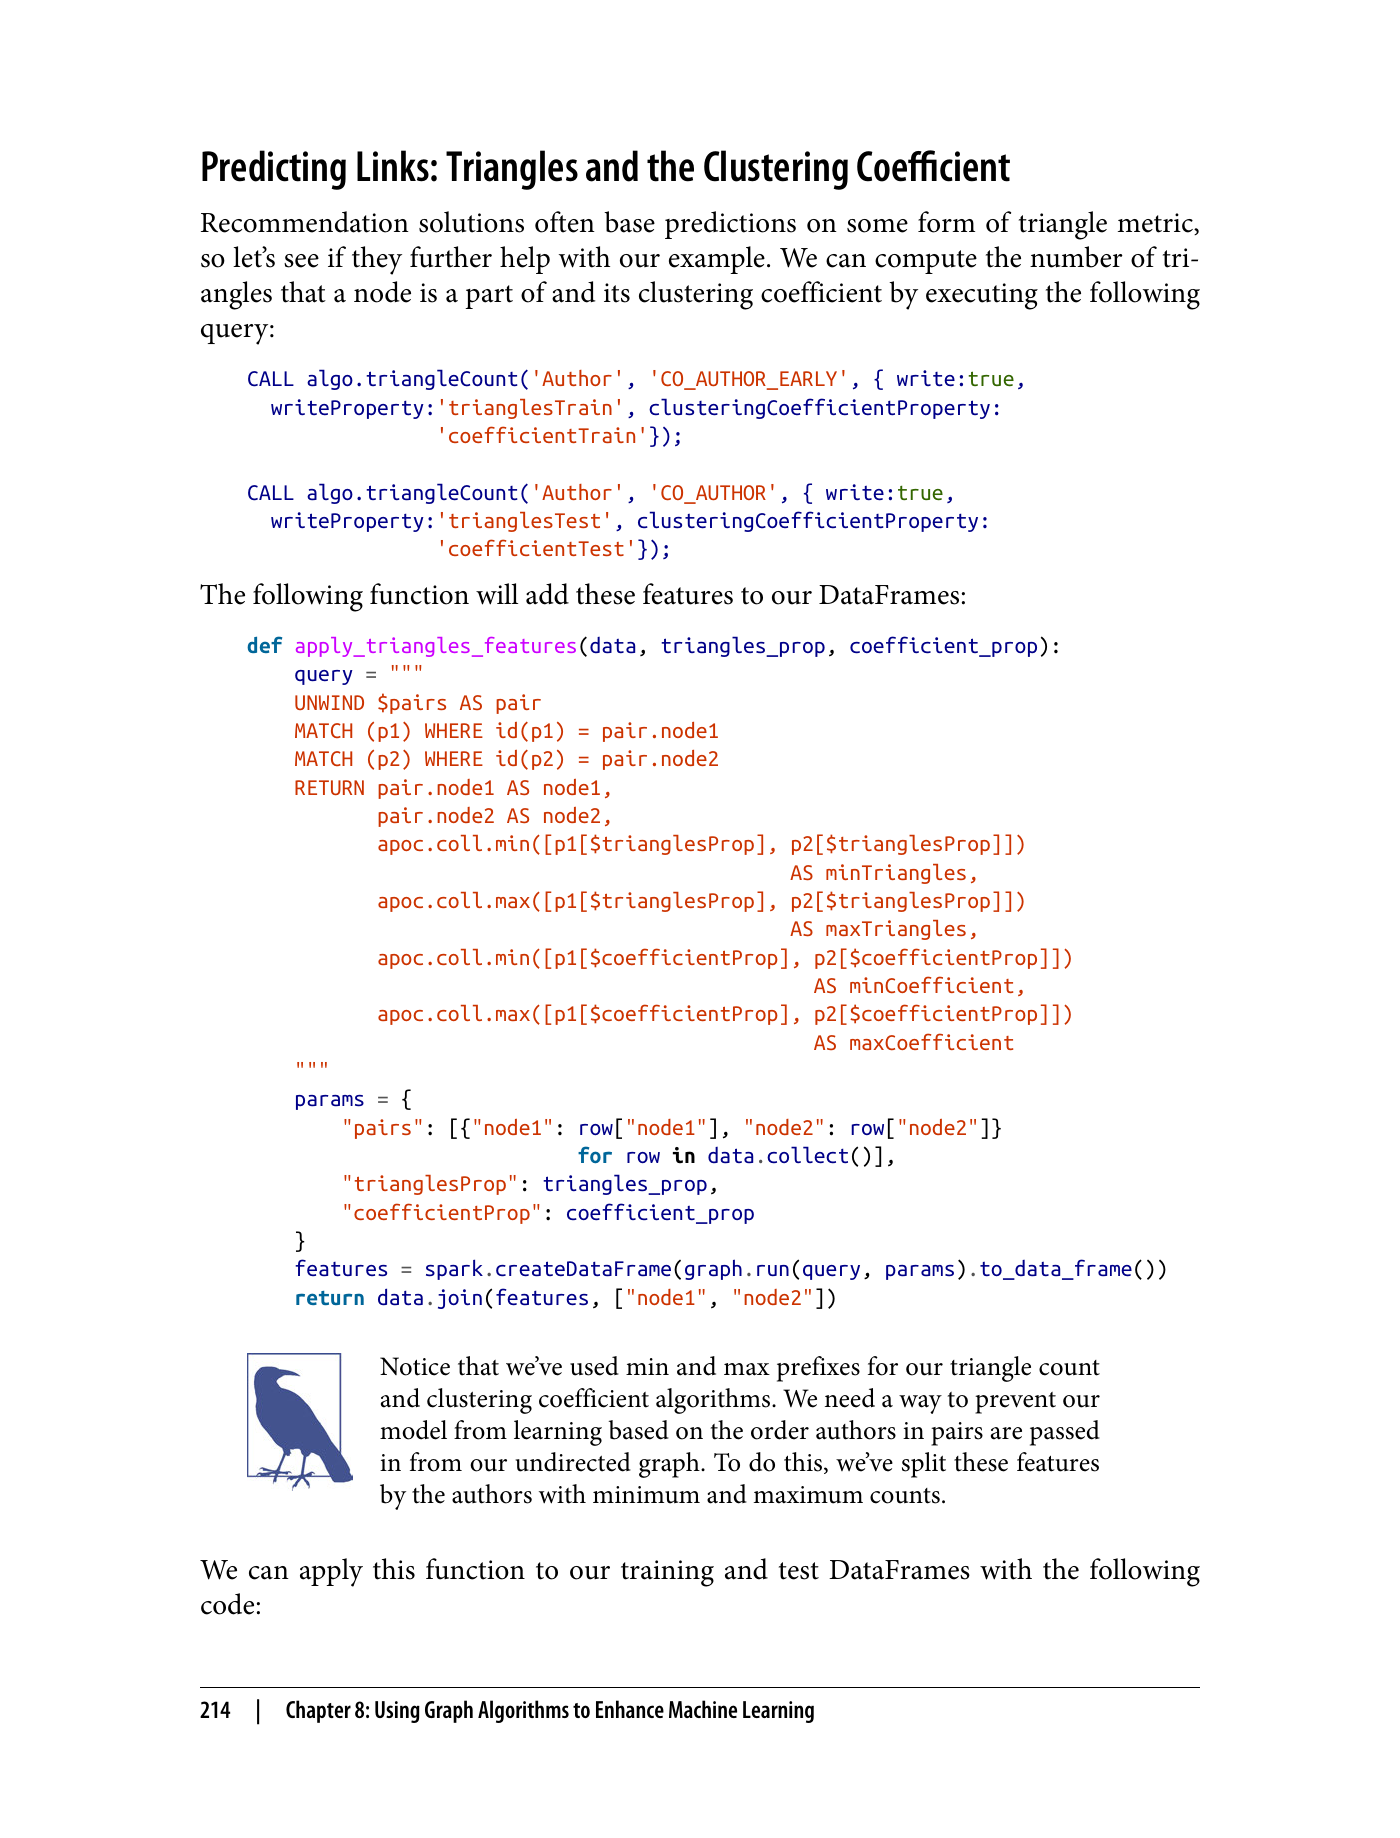 Predicting Links: Triangles and the Clustering Coefficient
Recommendation solutions often base predictions on some form of triangle metric,
so let’s see if they further help with our example. We can compute the number of tri-
angles that a node is a part of and its clustering coefficient by executing the following
query:
CALL algo.triangleCount('Author', 'CO_AUTHOR_EARLY', { write:true,
  writeProperty:'trianglesTrain', clusteringCoefficientProperty:
                'coefficientTrain'});
CALL algo.triangleCount('Author', 'CO_AUTHOR', { write:true,
  writeProperty:'trianglesTest', clusteringCoefficientProperty:
                'coefficientTest'});
The following function will add these features to our DataFrames:
def apply_triangles_features(data, triangles_prop, coefficient_prop):
    query = """
    UNWIND $pairs AS pair
    MATCH (p1) WHERE id(p1) = pair.node1
    MATCH (p2) WHERE id(p2) = pair.node2
    RETURN pair.node1 AS node1,
           pair.node2 AS node2,
           apoc.coll.min([p1[$trianglesProp], p2[$trianglesProp]])
                                              AS minTriangles,
           apoc.coll.max([p1[$trianglesProp], p2[$trianglesProp]])
                                              AS maxTriangles,
           apoc.coll.min([p1[$coefficientProp], p2[$coefficientProp]])
                                                AS minCoefficient,
           apoc.coll.max([p1[$coefficientProp], p2[$coefficientProp]])
                                                AS maxCoefficient
    """
    params = {
        "pairs": [{"node1": row["node1"], "node2": row["node2"]}
                            for row in data.collect()],
        "trianglesProp": triangles_prop,
        "coefficientProp": coefficient_prop
    }
    features = spark.createDataFrame(graph.run(query, params).to_data_frame())
    return data.join(features, ["node1", "node2"])
Notice that we’ve used min and max prefixes for our triangle count
and clustering coefficient algorithms. We need a way to prevent our
model from learning based on the order authors in pairs are passed
in from our undirected graph. To do this, we’ve split these features
by the authors with minimum and maximum counts.
We can apply this function to our training and test DataFrames with the following
code:
214 | Chapter 8: Using Graph Algorithms to Enhance Machine Learning